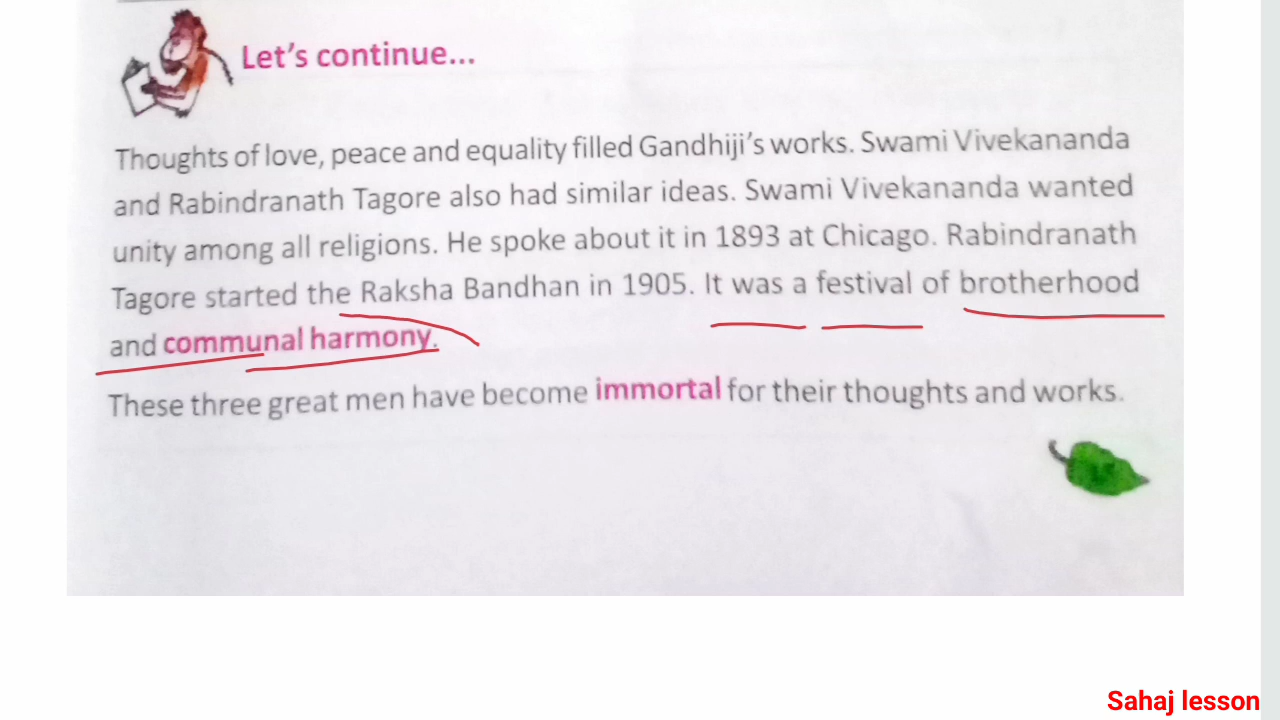 Let's continue...
Thoughts of love, peace and equality filled Gandhiji's works. Swami Vivekananda
and Rabindranath Tagore also had similar ideas. Swami Vivekananda wanted
unity among all religions. He spoke about it in 1893 at Chicago. Rabindranath
Tagore started the Raksha Bandhan in 1905. It was a festival of brotherhood
and communal harmony.
These three great men have become immortal for their thoughts and works.
Sahaj lesson